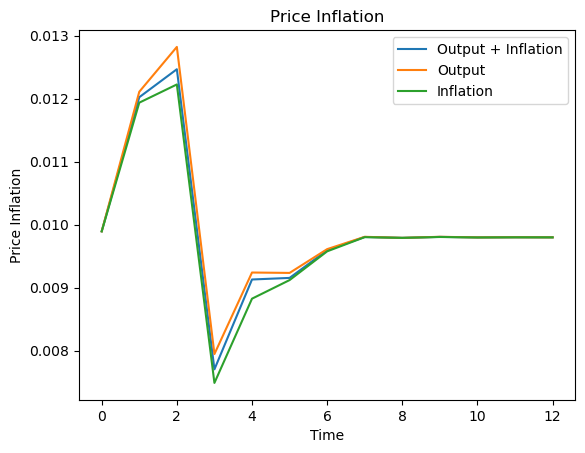 Price Inflation
0.013
0.012
0.011
0.010
0.009
0.008
Price Inflation
Output + Inflation
Output
Inflation
0 2 4 6 8 10 12
Time